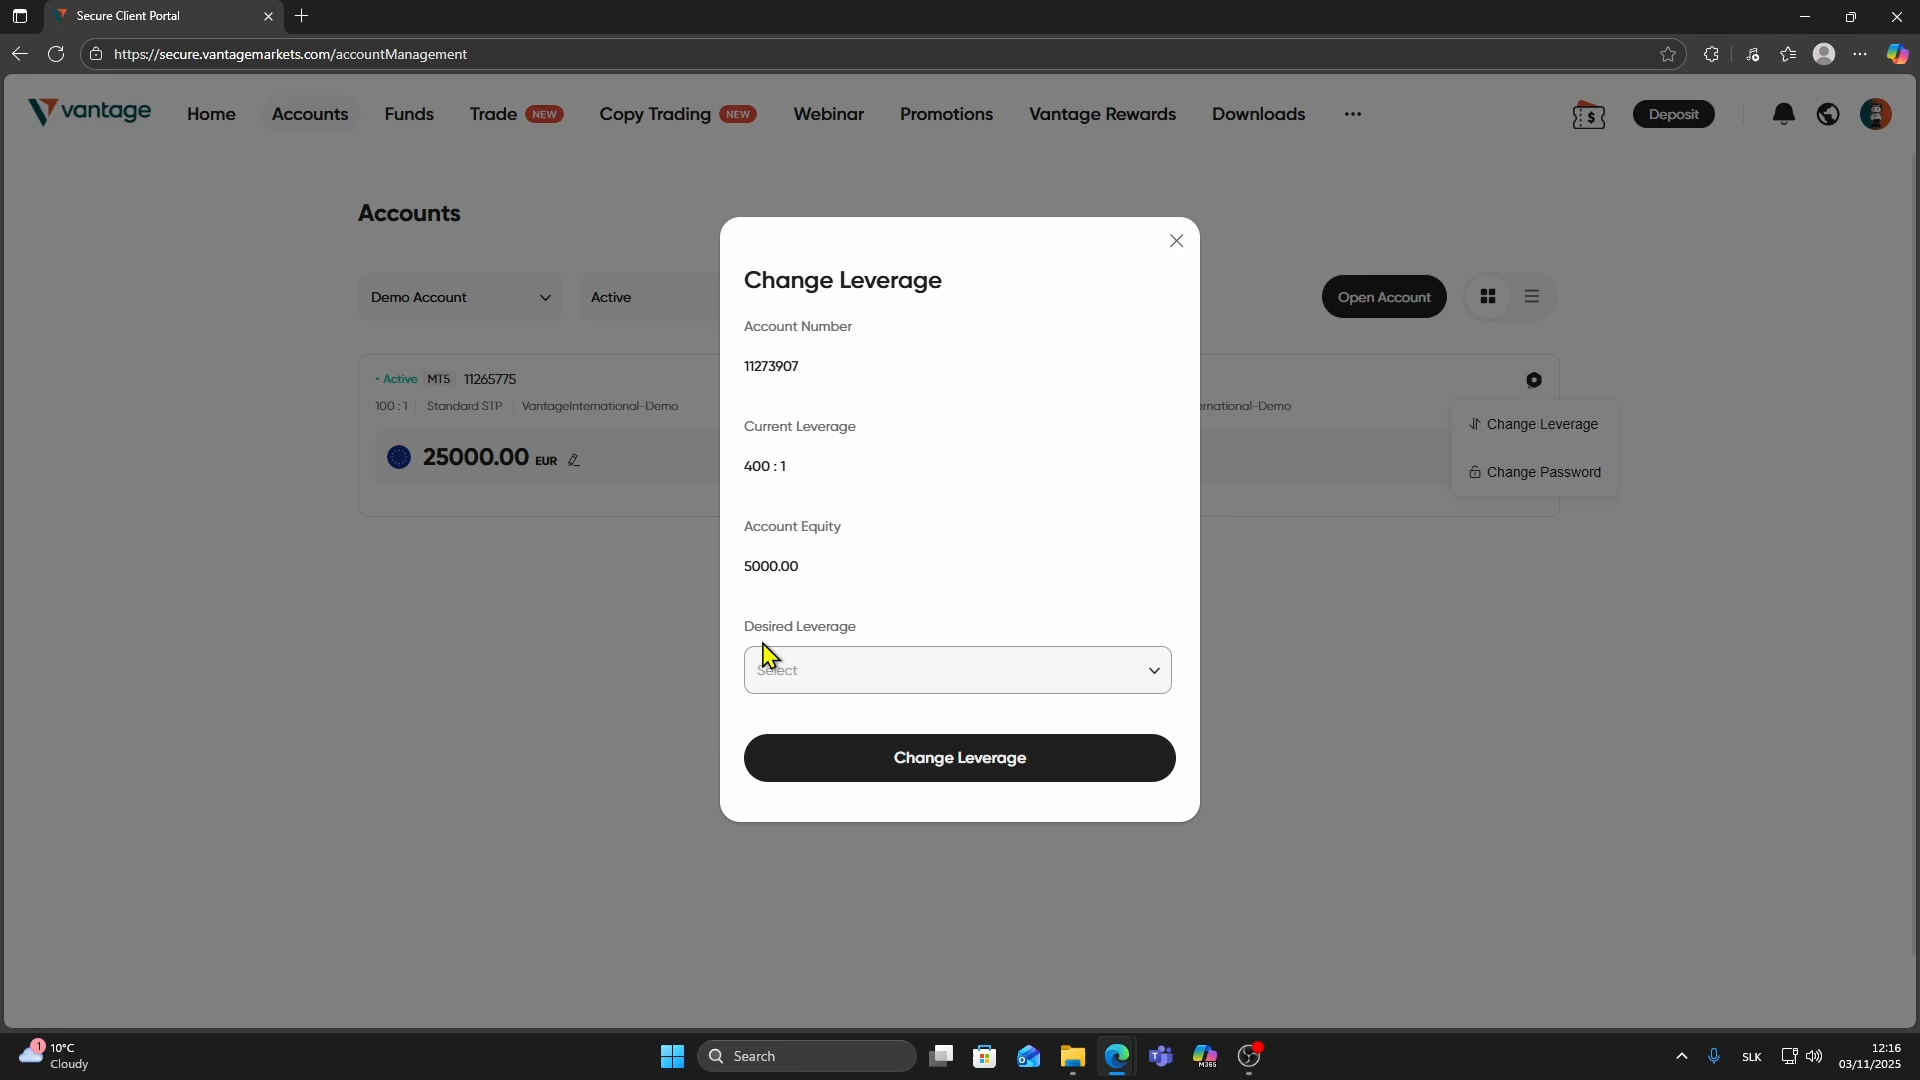 Secure Client Portal
https://secure.vantagemarkets.com/accountManagement
vantage Home Accounts Funds Trade NEW Copy Trading NEW Webinar Promotions Vantage Rewards Downloads ••• $ Deposit
Accounts
Demo Account Active Open Account
• Active MT5 11265775
100 : 1 Standard STP VantageInternational-Demo
25000.00 EUR
Change Leverage
Account Number
11273907
Current Leverage
400 : 1
Account Equity
5000.00
Desired Leverage
Select
Change Leverage
ernational-Demo
Change Leverage
Change Password
1
10°C
Cloudy
Search
M365
SLK
12:16
03/11/2025